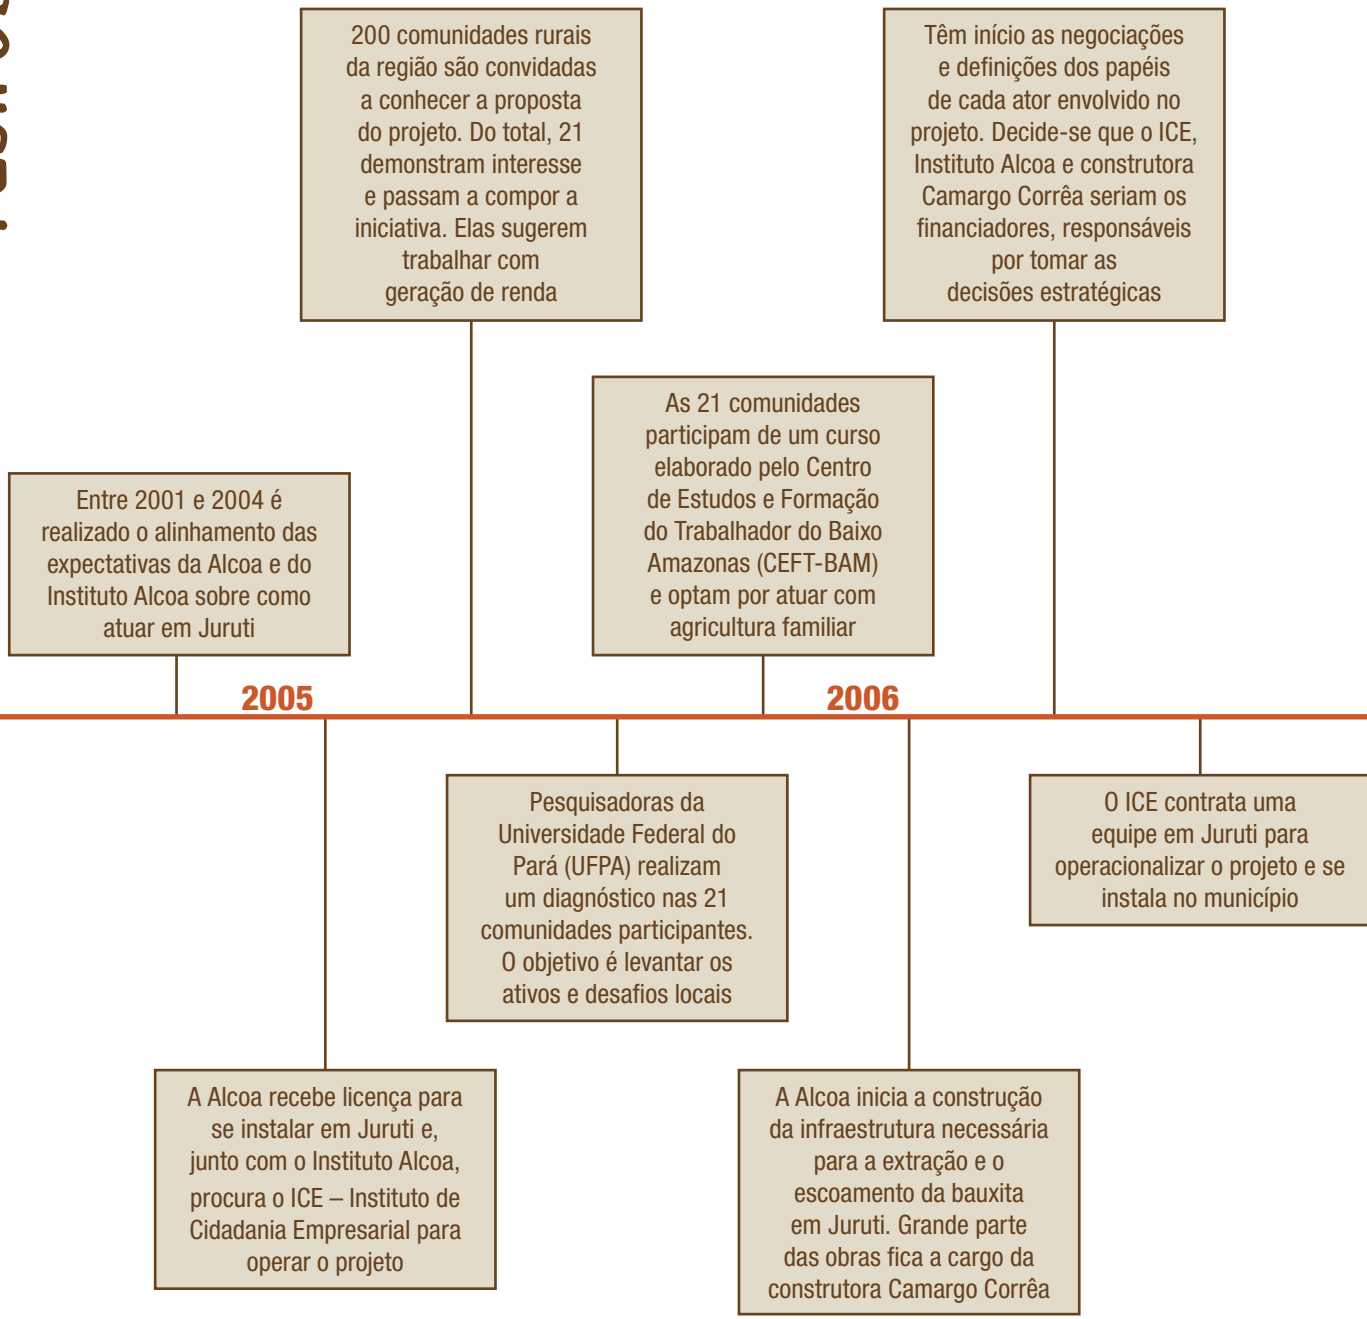 Entre 2001 e 2004 é
realizado o alinhamento das
expectativas da Alcoa e do
Instituto Alcoa sobre como
atuar em Juruti
2005
A Alcoa recebe licença para
se instalar em Juruti e,
junto com o Instituto Alcoa,
procura o ICE – Instituto de
Cidadania Empresarial para
operar o projeto
200 comunidades rurais
da região são convidadas
a conhecer a proposta
do projeto. Do total, 21
demonstram interesse
e passam a compor a
iniciativa. Elas sugerem
trabalhar com
geração de renda
Pesquisadoras da
Universidade Federal do
Pará (UFPA) realizam
um diagnóstico nas 21
comunidades participantes.
O objetivo é levantar os
ativos e desafios locais
As 21 comunidades
participam de um curso
elaborado pelo Centro
de Estudos e Formação
do Trabalhador do Baixo
Amazonas (CEFT-BAM)
e optam por atuar com
agricultura familiar
2006
A Alcoa inicia a construção
da infraestrutura necessária
para a extração e o
escoamento da bauxita
em Juruti. Grande parte
das obras fica a cargo da
construtora Camargo Corrêa
Têm início as negociações
e definições dos papéis
de cada ator envolvido no
projeto. Decide-se que o ICE,
Instituto Alcoa e construtora
Camargo Corrêa seriam os
financiadores, responsáveis
por tomar as
decisões estratégicas
O ICE contrata uma
equipe em Juruti para
operacionalizar o projeto e se
instala no município